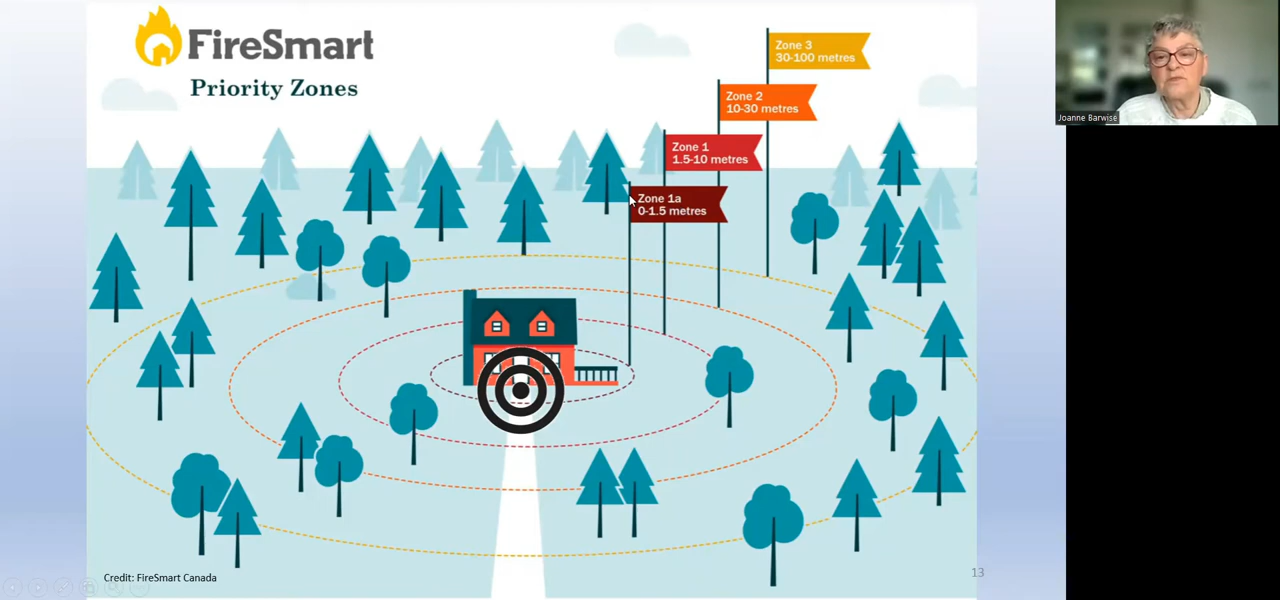 FireSmart
Priority Zones
Zone 3
30-100 metres
Zone 2
10-30 metres
Zone 1
1.5-10 metres
Zone 1a
0-1.5 metres
Joanne Barwise
Credit: FireSmart Canada
13